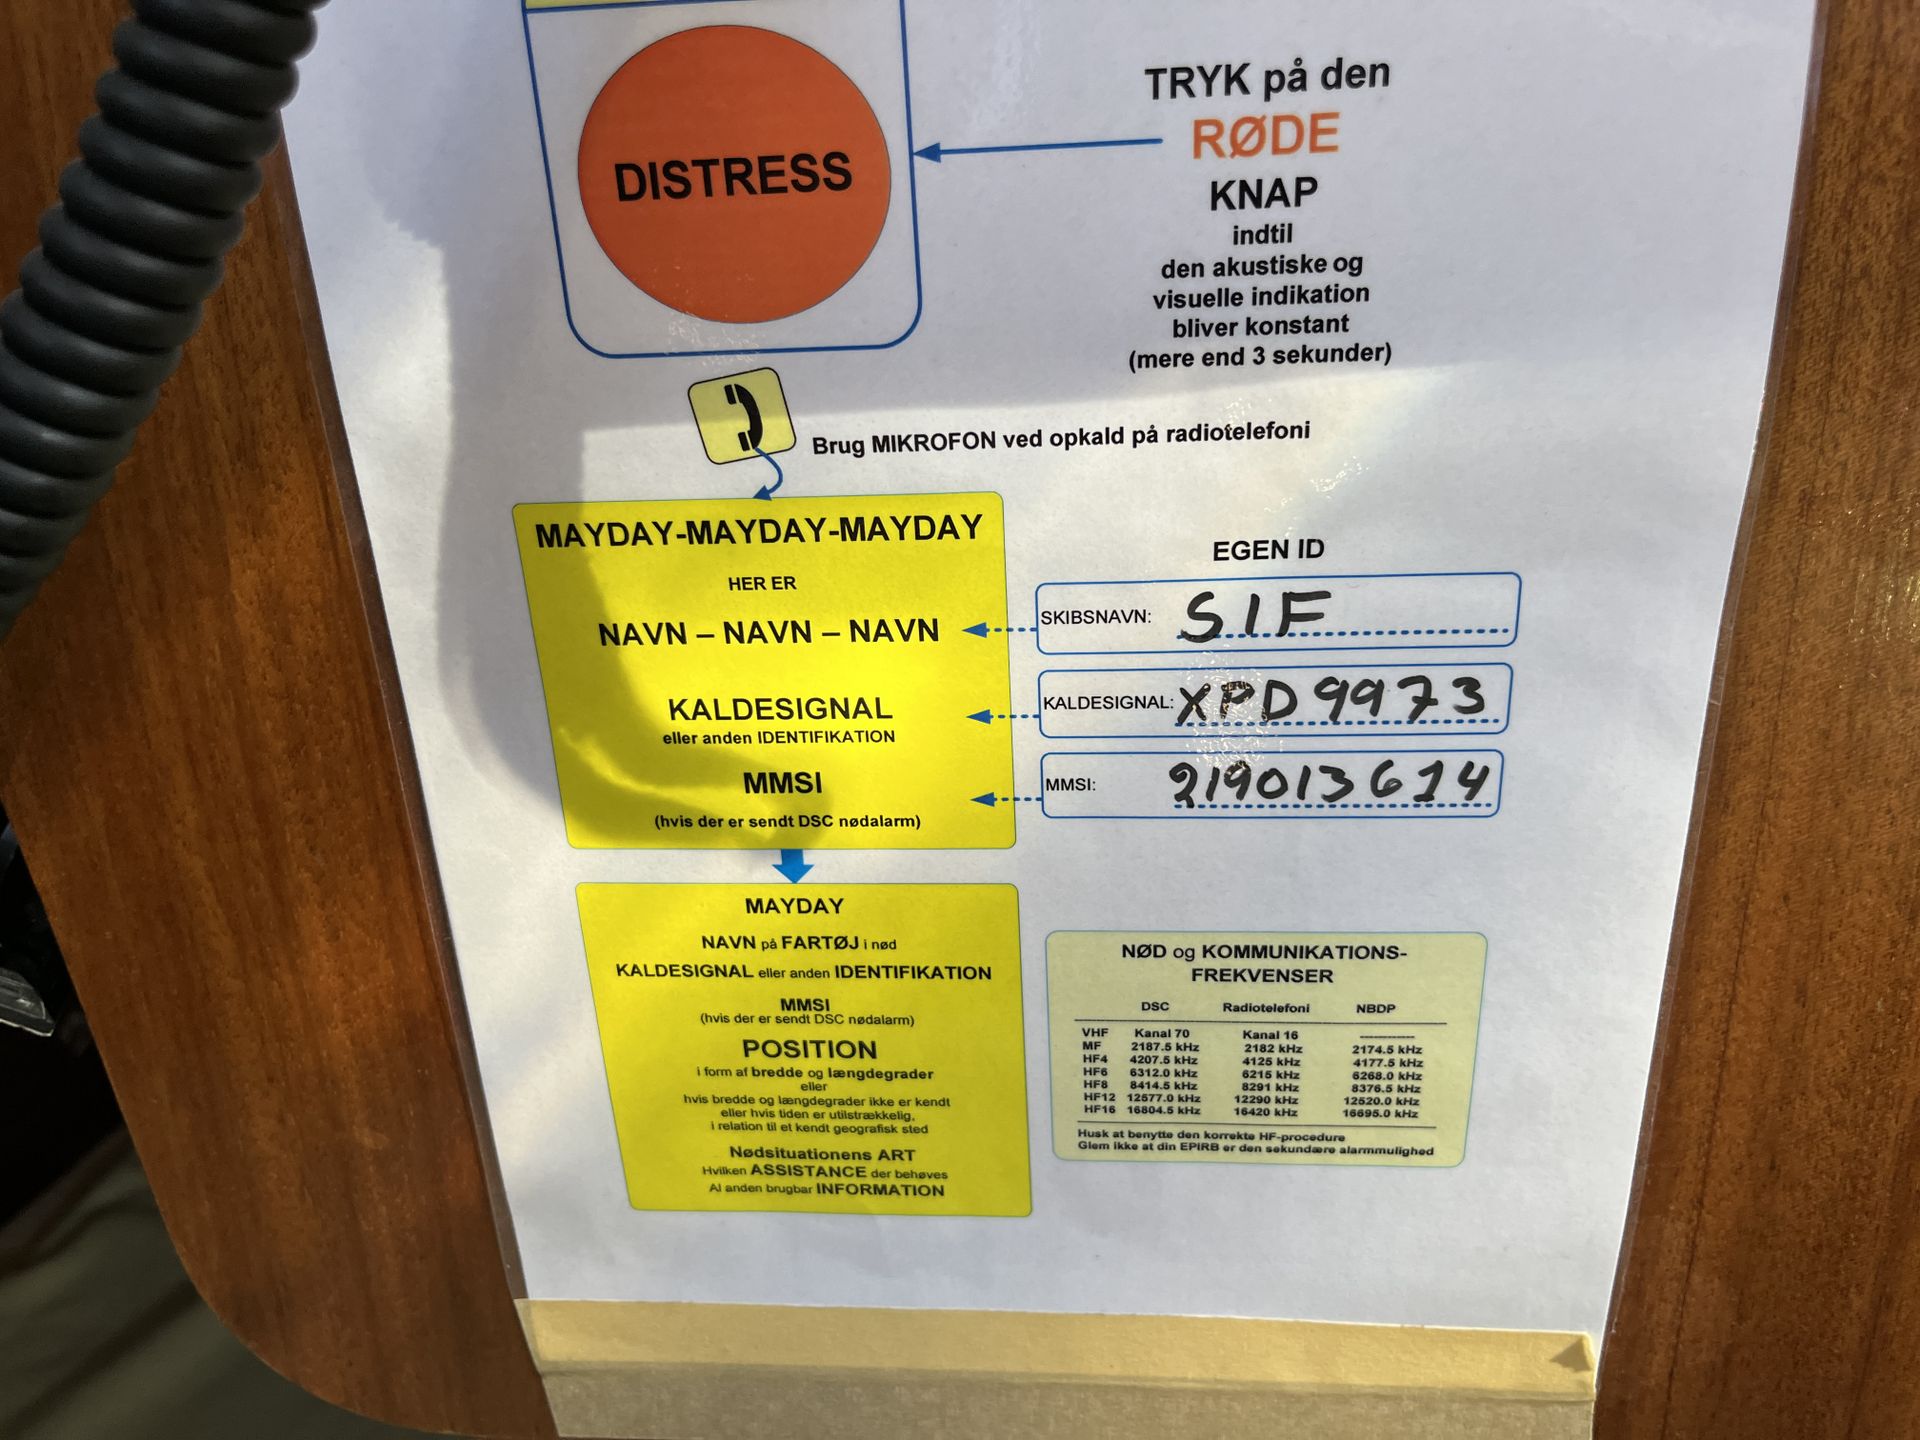 DISTRESS
TRYK på den
RØDE
KNAP
indtil
den akustiske og
visuelle indikation
bliver konstant
(mere end 3 sekunder)
Brug MIKROFON ved opkald på radiotelefoni
MAYDAY-MAYDAY-MAYDAY
HER ER
NAVN – NAVN – NAVN
KALDESIGNAL
eller anden IDENTIFIKATION
MMSI
(hvis der er sendt DSC nødalarm)
EGEN ID
SKIBSNAVN: SIF
KALDESIGNAL: XPD9973
MMSI: 219013614
MAYDAY
NAVN på FARTØJ i nød
KALDESIGNAL eller anden IDENTIFIKATION
MMSI
(hvis der er sendt DSC nødalarm)
POSITION
i form af bredde og længdegrader
eller
hvis bredde og længdegrader ikke er kendt
eller hvis tiden er utilstrækkelig,
i relation til et kendt geografisk sted
Nødsituationens ART
Hvilken ASSISTANCE der behøves
Al anden brugbar INFORMATION
NØD og KOMMUNIKATIONS-
FREKVENSER
DSC Radiotelefoni NBDP
VHF Kanal 70 Kanal 16 ------------
MF 2187.5 kHz 2182 kHz 2174.5 kHz
HF4 4207.5 kHz 4125 kHz 4177.5 kHz
HF6 6312.0 kHz 6215 kHz 6268.0 kHz
HF8 8414.5 kHz 8291 kHz 8376.5 kHz
HF12 12577.0 kHz 12290 kHz 12520.0 kHz
HF16 16804.5 kHz 16420 kHz 16695.0 kHz
Husk at benytte den korrekte HF-procedure
Glem ikke at din EPIRB er den sekundære alarmmulighed